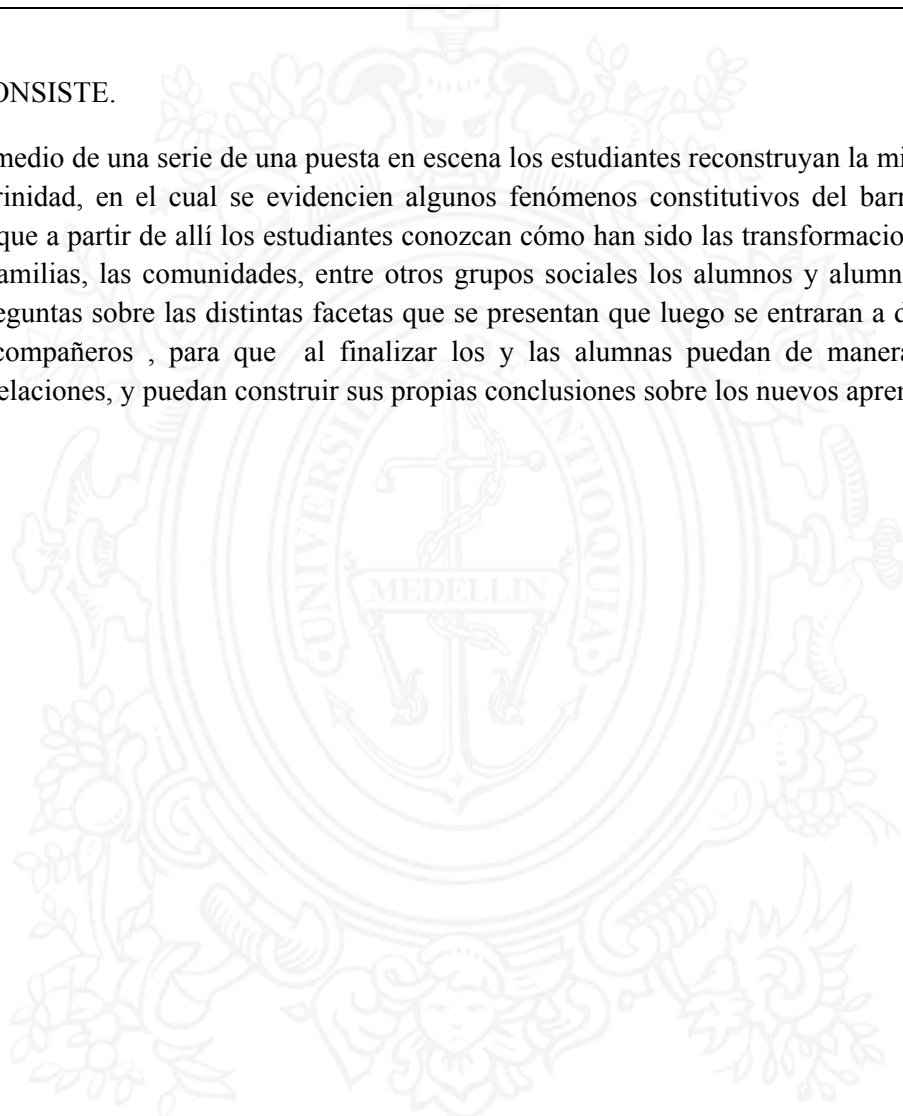 ONSISTE.
medio de una serie de una puesta en escena los estudiantes reconstruyan la mi
rinidad, en el cual se evidencien algunos fenómenos constitutivos del barr
que a partir de allí los estudiantes conozcan cómo han sido las transformacio
amilias, las comunidades, entre otros grupos sociales los alumnos y alumn
eguntas sobre las distintas facetas que se presentan que luego se entraran a d
compañeros , para que al finalizar los y las alumnas puedan de manera
elaciones, y puedan construir sus propias conclusiones sobre los nuevos apren
UNIVERSI
NTIOQUIA
MEDELLIN